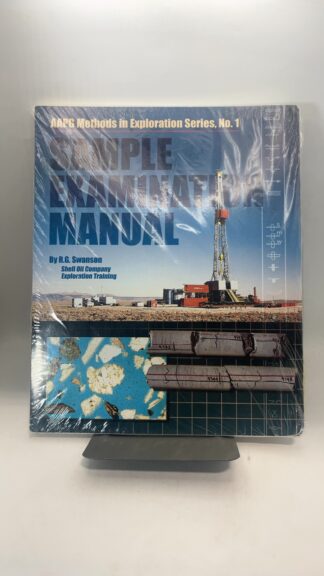 AAPG Methods in Exploration Series, No. 1
SAMPLE
EXAMINATION
MANUAL
By R.G. Swanson
Shell Oil Company
Exploration Training